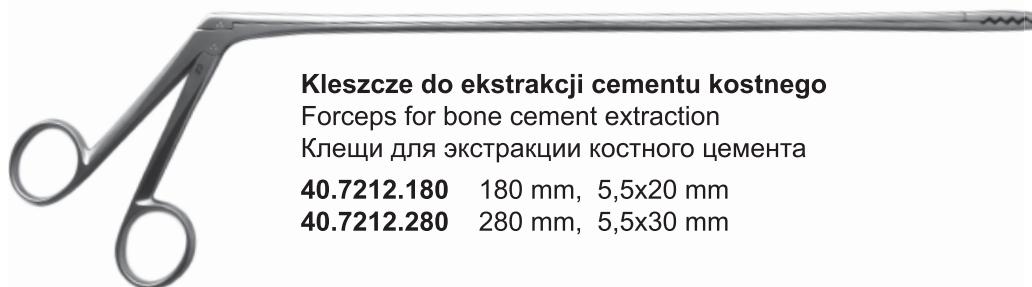 Kleszcze do ekstrakcji cementu kostnego
Forceps for bone cement extraction
Клещи для экстракции костного цемента
40.7212.180 180 mm, 5,5x20 mm
40.7212.280 280 mm, 5,5x30 mm